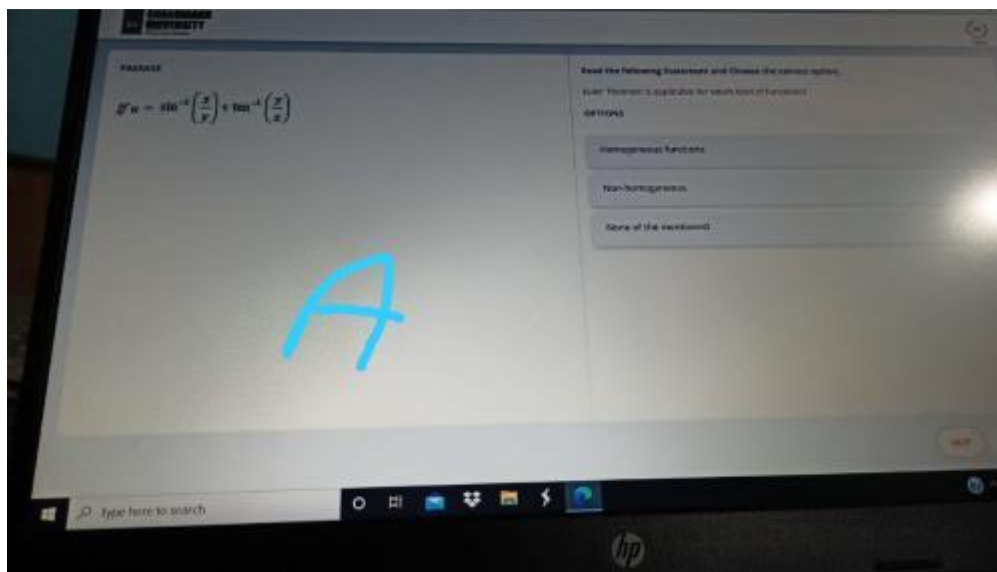 UNIVERSITY
PASSAGE
If u = sin⁻¹(x/y) + tan⁻¹(y/x)
A
Read the following Statement and Choose the correct option.
Euler Theorem is applicable for which kind of functions?
OPTIONS
Homogeneous functions
Non-homogeneous
None of the mentioned
Type here to search
hp